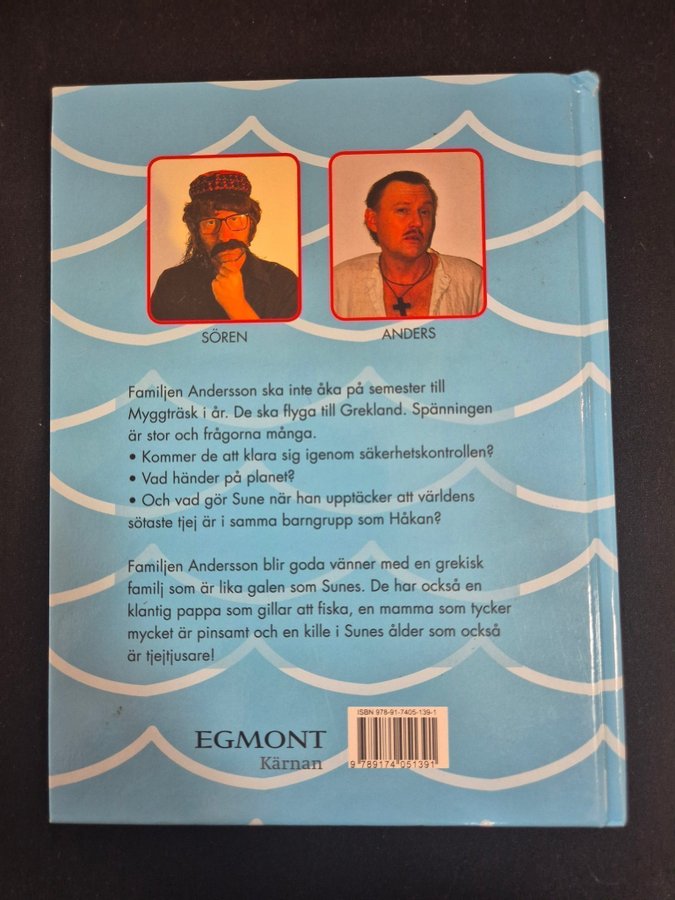 SÖREN
ANDERS
Familjen Andersson ska inte åka på semester till
Myggträsk i år. De ska flyga till Grekland. Spänningen
är stor och frågorna många.
• Kommer de att klara sig igenom säkerhetskontrollen?
• Vad händer på planet?
• Och vad gör Sune när han upptäcker att världens
sötaste tjej är i samma barngrupp som Håkan?
Familjen Andersson blir goda vänner med en grekisk
familj som är lika galen som Sunes. De har också en
klantig pappa som gillar att fiska, en mamma som tycker
mycket är pinsamt och en kille i Sunes ålder som också
är tjejtjusare!
EGMONT
Kärnan
ISBN 978-91-7405-139-1
9 789174 051391